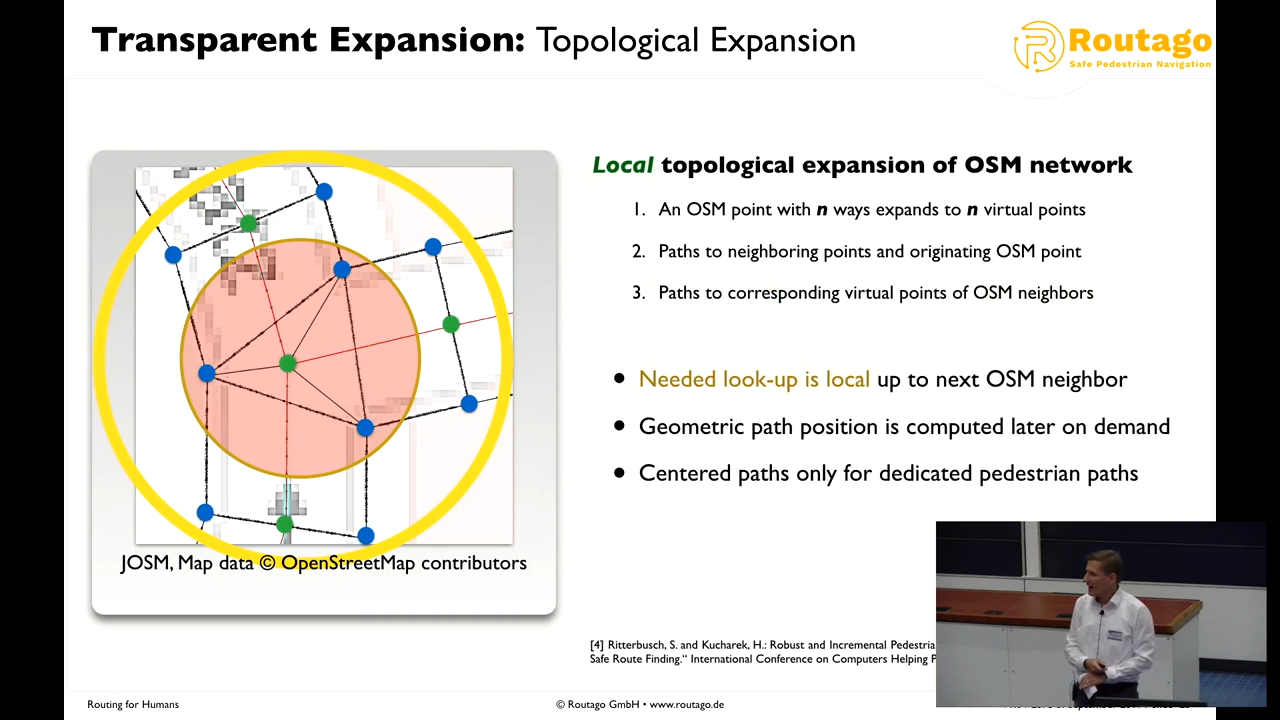 Transparent Expansion: Topological Expansion
Routago
Safe Pedestrian Navigation
Local topological expansion of OSM network
1. An OSM point with n ways expands to n virtual points
2. Paths to neighboring points and originating OSM point
3. Paths to corresponding virtual points of OSM neighbors
• Needed look-up is local up to next OSM neighbor
• Geometric path position is computed later on demand
• Centered paths only for dedicated pedestrian paths
JOSM, Map data © OpenStreetMap contributors
[4] Ritterbusch, S. and Kucharek, H.: Robust and Incremental Pedestria
Safe Route Finding.“ International Conference on Computers Helping P
Routing for Humans
© Routago GmbH • www.routago.de